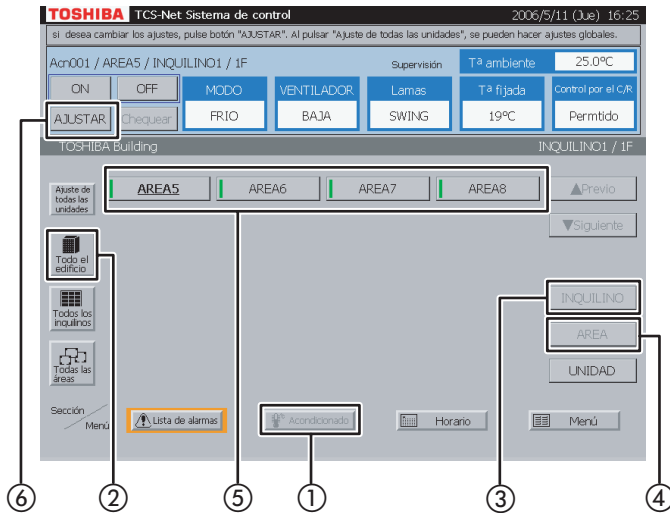 TOSHIBA TCS-Net Sistema de control 2006/5/11 (Jue) 16:25
si desea cambiar los ajustes, pulse botón "AJUSTAR". Al pulsar "Ajuste de todas las unidades", se pueden hacer ajustes globales.
Acn001 / AREA5 / INQUILINO1 / 1F Supervisión Tª ambiente 25.0ºC
ON OFF MODO VENTILADOR Lamas Tª fijada Control por el C/R
AJUSTAR Chequear FRIO BAJA SWING 19ºC Permtido
TOSHIBA Building INQUILINO1 / 1F
Ajuste de
todas las
unidades
AREA5 AREA6 AREA7 AREA8 ▲Previo
▼Siguiente
Todo el
edificio
INQUILINO
Todos los
inquilinos
AREA
Todas las
áreas
UNIDAD
Sección
Menú
Lista de alarmas Acondicionado Horario Menú
⑥ ② ⑤ ① ③ ④